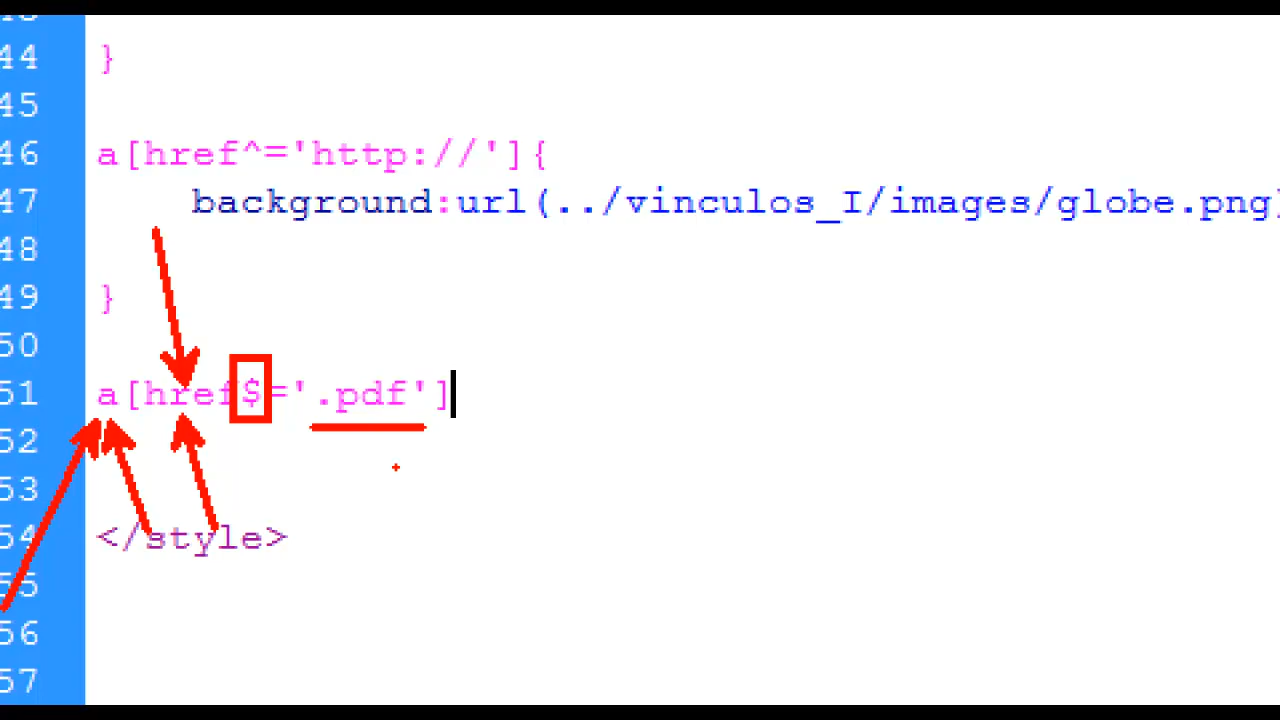 44 }
45
46 a[href^='http://']{
47 background:url(../vinculos_I/images/globe.png)
48
49 }
50
51 a[href$='.pdf']
52
53
54 </style>
55
56
57